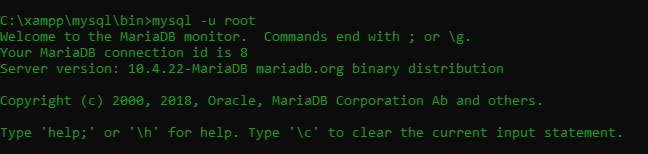 C:\xampp\mysql\bin>mysql -u root
Welcome to the MariaDB monitor.  Commands end with ; or \g.
Your MariaDB connection id is 8
Server version: 10.4.22-MariaDB mariadb.org binary distribution
Copyright (c) 2000, 2018, Oracle, MariaDB Corporation Ab and others.
Type 'help;' or '\h' for help. Type '\c' to clear the current input statement.